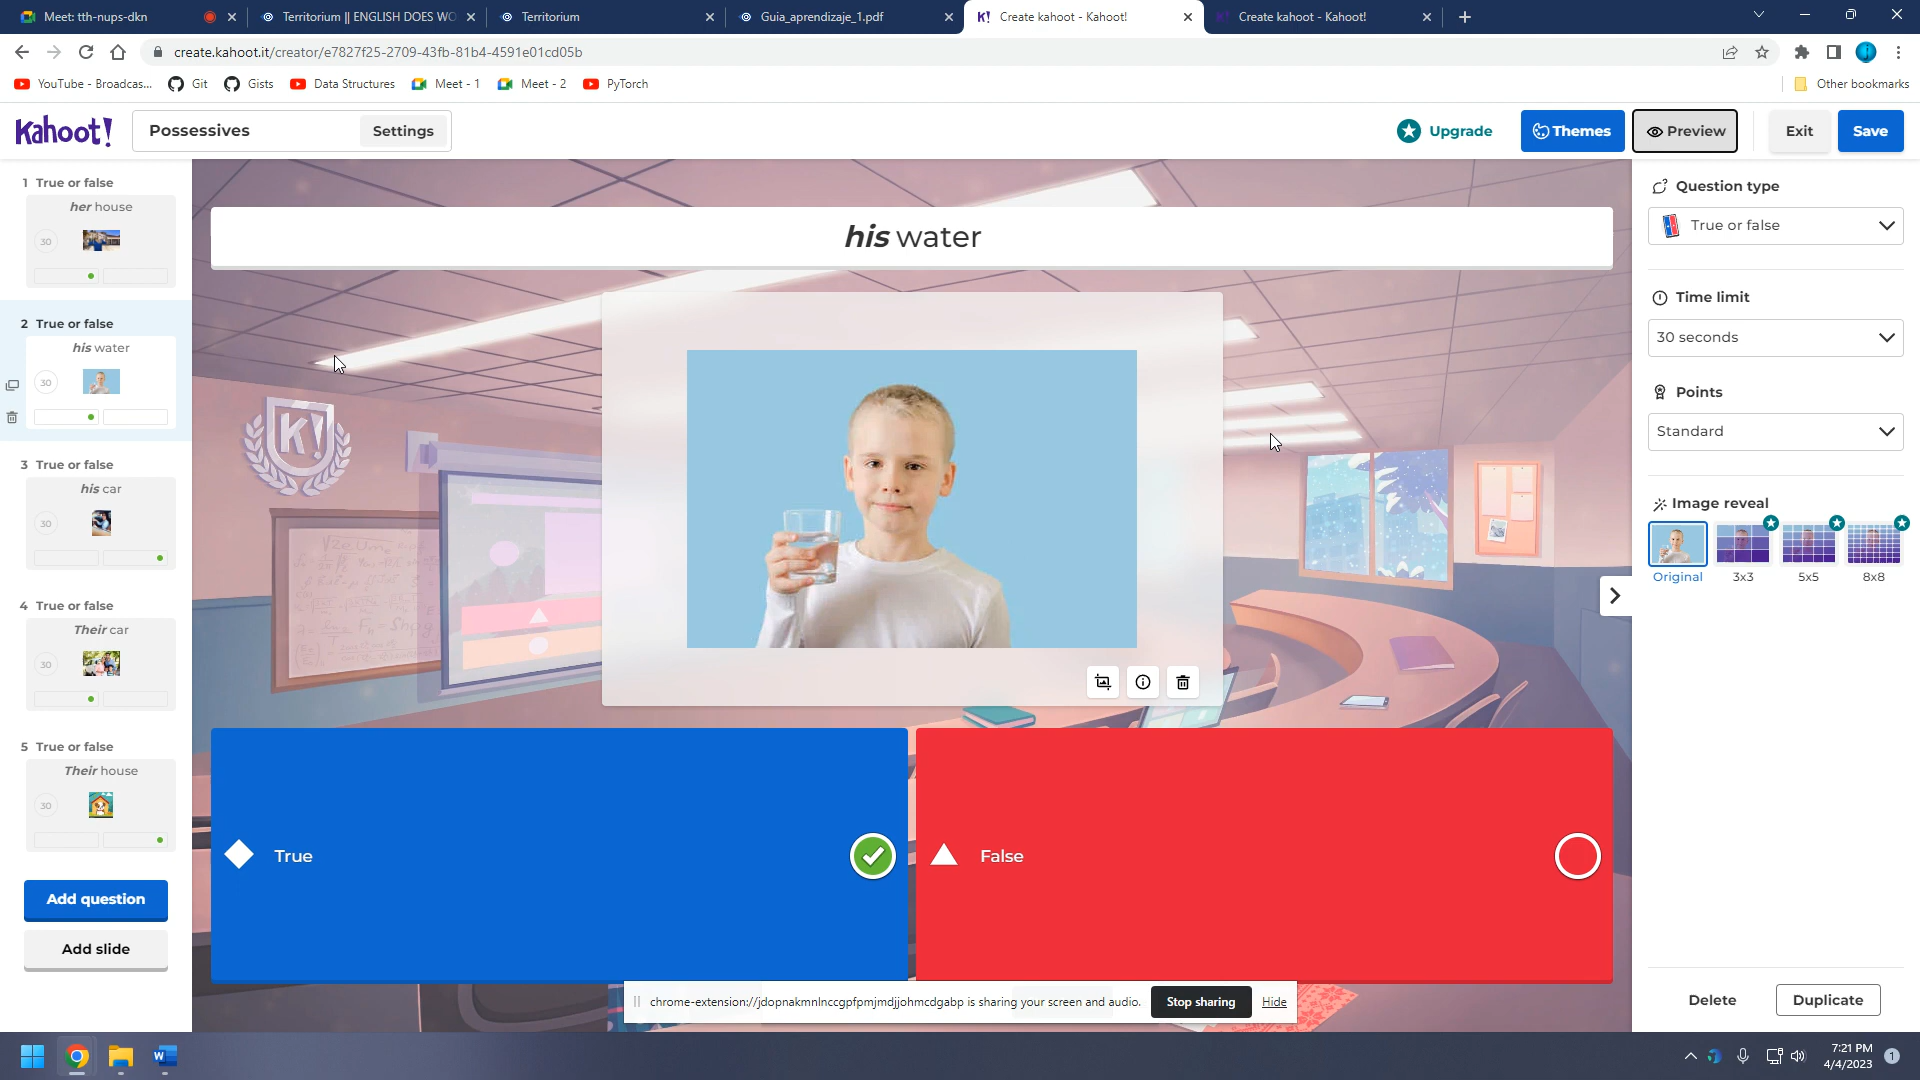 Meet: tth-nups-dkn
Territorium || ENGLISH DOES WO
Territorium
Guia_aprendizaje_1.pdf
K! Create kahoot - Kahoot!
K! Create kahoot - Kahoot!
create.kahoot.it/creator/e7827f25-2709-43fb-81b4-4591e01cd05b
YouTube - Broadcas...
Git
Gists
Data Structures
Meet - 1
Meet - 2
PyTorch
Other bookmarks
Kahoot!
Possessives
Settings
Upgrade
Themes
Preview
Exit
Save
1 True or false
her house
30
2 True or false
his water
30
3 True or false
his car
30
4 True or false
Their car
30
5 True or false
Their house
30
Add question
Add slide
his water
K!
True
False
Question type
True or false
Time limit
30 seconds
Points
Standard
Image reveal
Original
3x3
5x5
8x8
Delete
Duplicate
chrome-extension://jdopnakmnlnccgpfpmjmdjjohmcdgabp is sharing your screen and audio.
Stop sharing
Hide
7:21 PM
4/4/2023
1